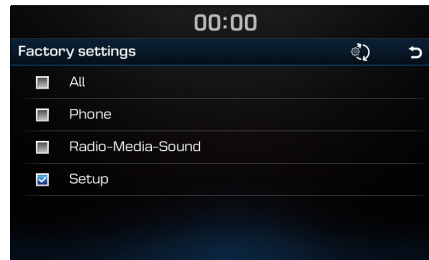 00:00
Factory settings
All
Phone
Radio-Media-Sound
Setup